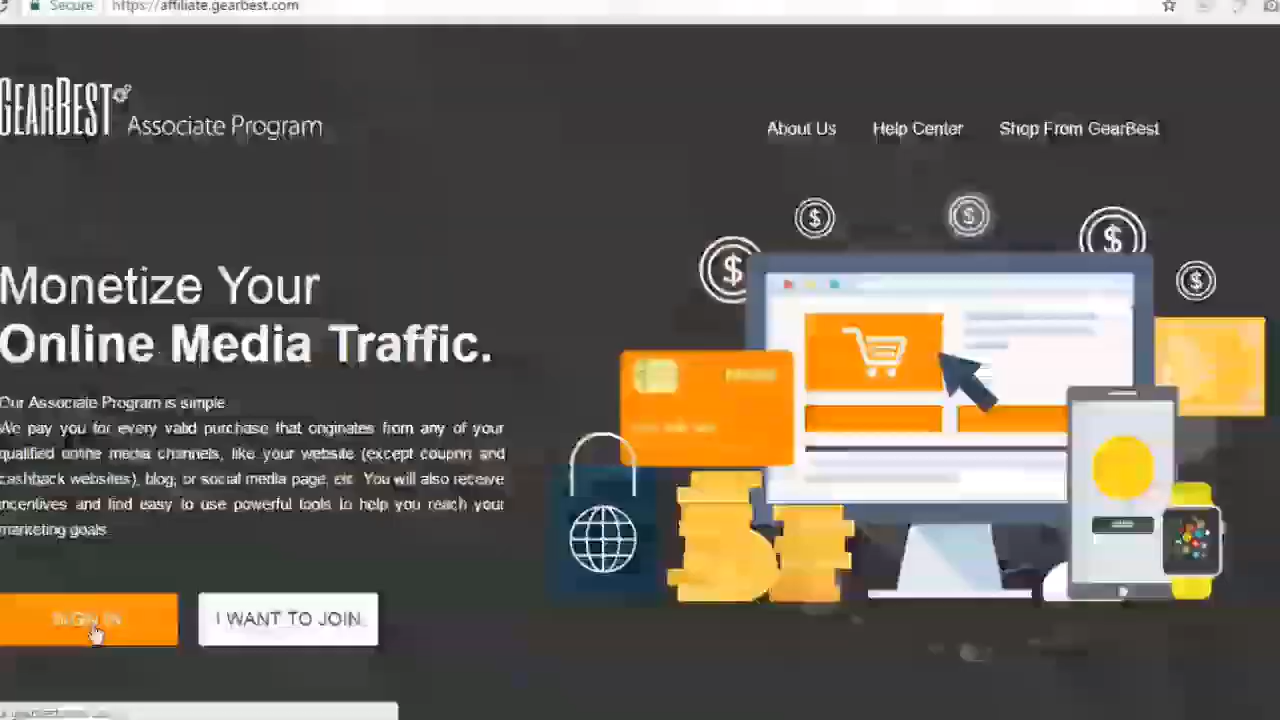 Secure https://affiliate.gearbest.com
GEARBEST Associate Program
About Us Help Center Shop From GearBest
Monetize Your
Online Media Traffic.
Our Associate Program is simple
We pay you for every valid purchase that originates from any of your
qualified online media channels, like your website (except coupon and
cashback websites), blog, or social media page, etc. You will also receive
incentives and find easy to use powerful tools to help you reach your
marketing goals
SIGN IN
I WANT TO JOIN